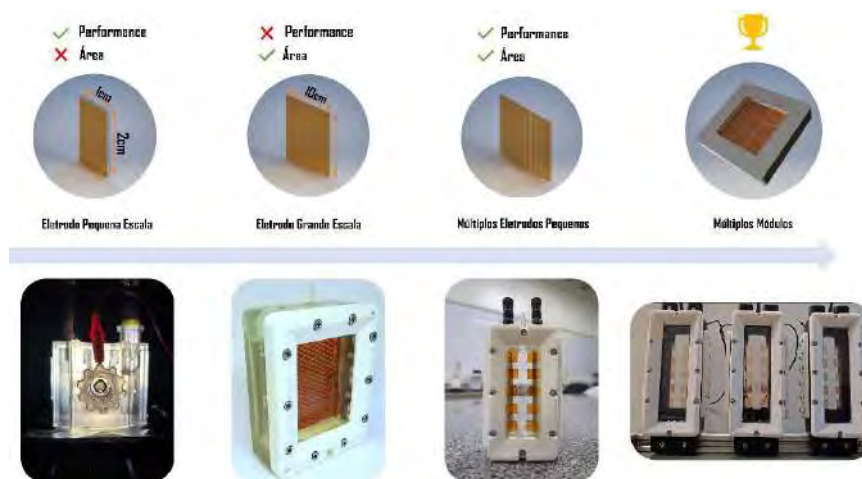 Performance
Área
Performance
Área
Performance
Área
1cm
2cm
10cm
Eletrodo Pequena Escala
Eletrodo Grande Escala
Múltiplos Eletrodos Pequenos
Múltiplos Módulos